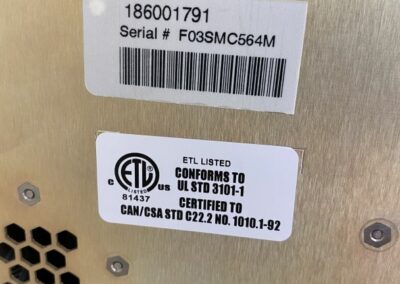 186001791
Serial # F03SMC564M
ETL LISTED
CONFORMS TO
UL STD 3101-1
CERTIFIED TO
CAN/CSA STD C22.2 NO. 1010.1-92
c ETL us
LISTED
81437